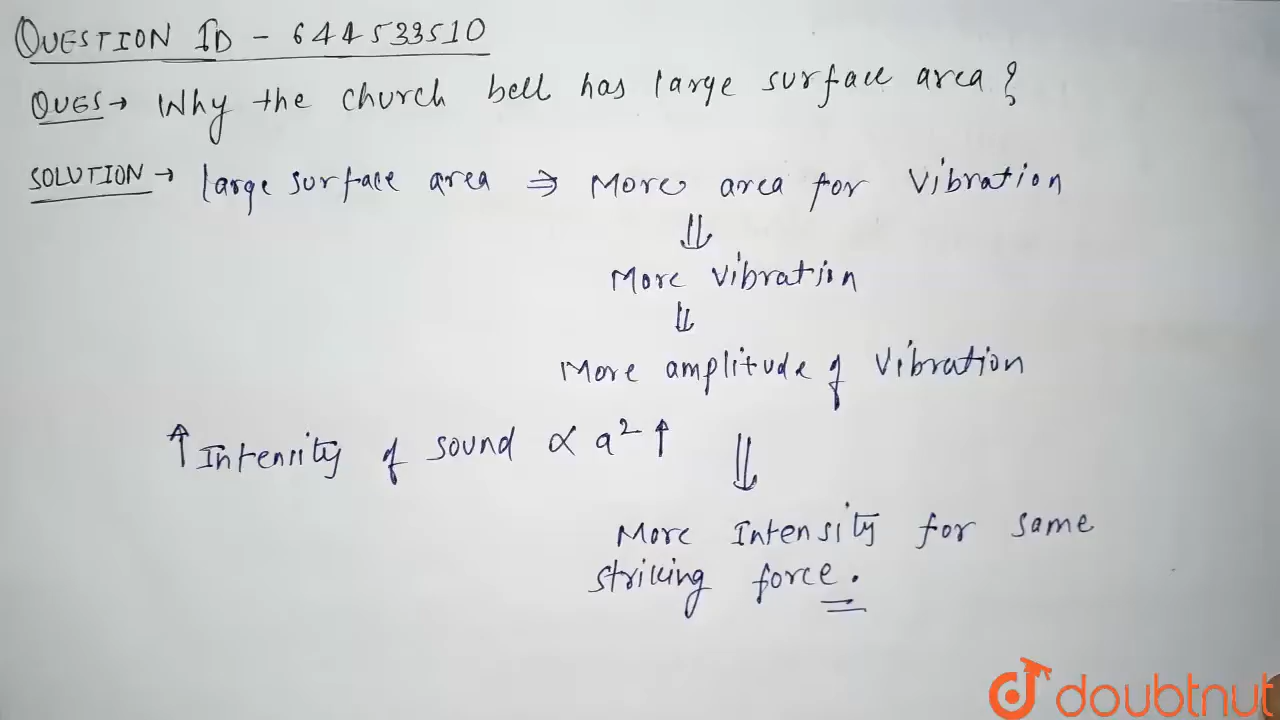 QUESTION ID - 644533510
QUES → Why the church bell has large surface area?
SOLUTION → large surface area ⇒ More area for Vibration
⇓
More Vibration
⇓
More amplitude of Vibration
↑ Intensity of sound ∝ a² ↑ ⇓
More Intensity for same
striking force.
doubtnut